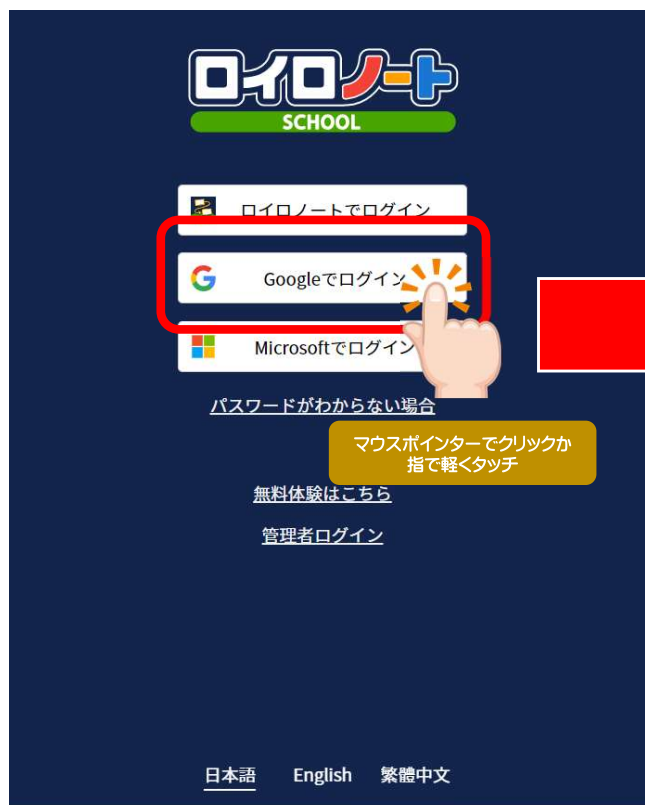 ロイロノート
SCHOOL
ロイロノートでログイン
Googleでログイン
Microsoftでログイン
パスワードがわからない場合
マウスポインターでクリックか
指で軽くタッチ
無料体験はこちら
管理者ログイン
日本語 English 繁體中文